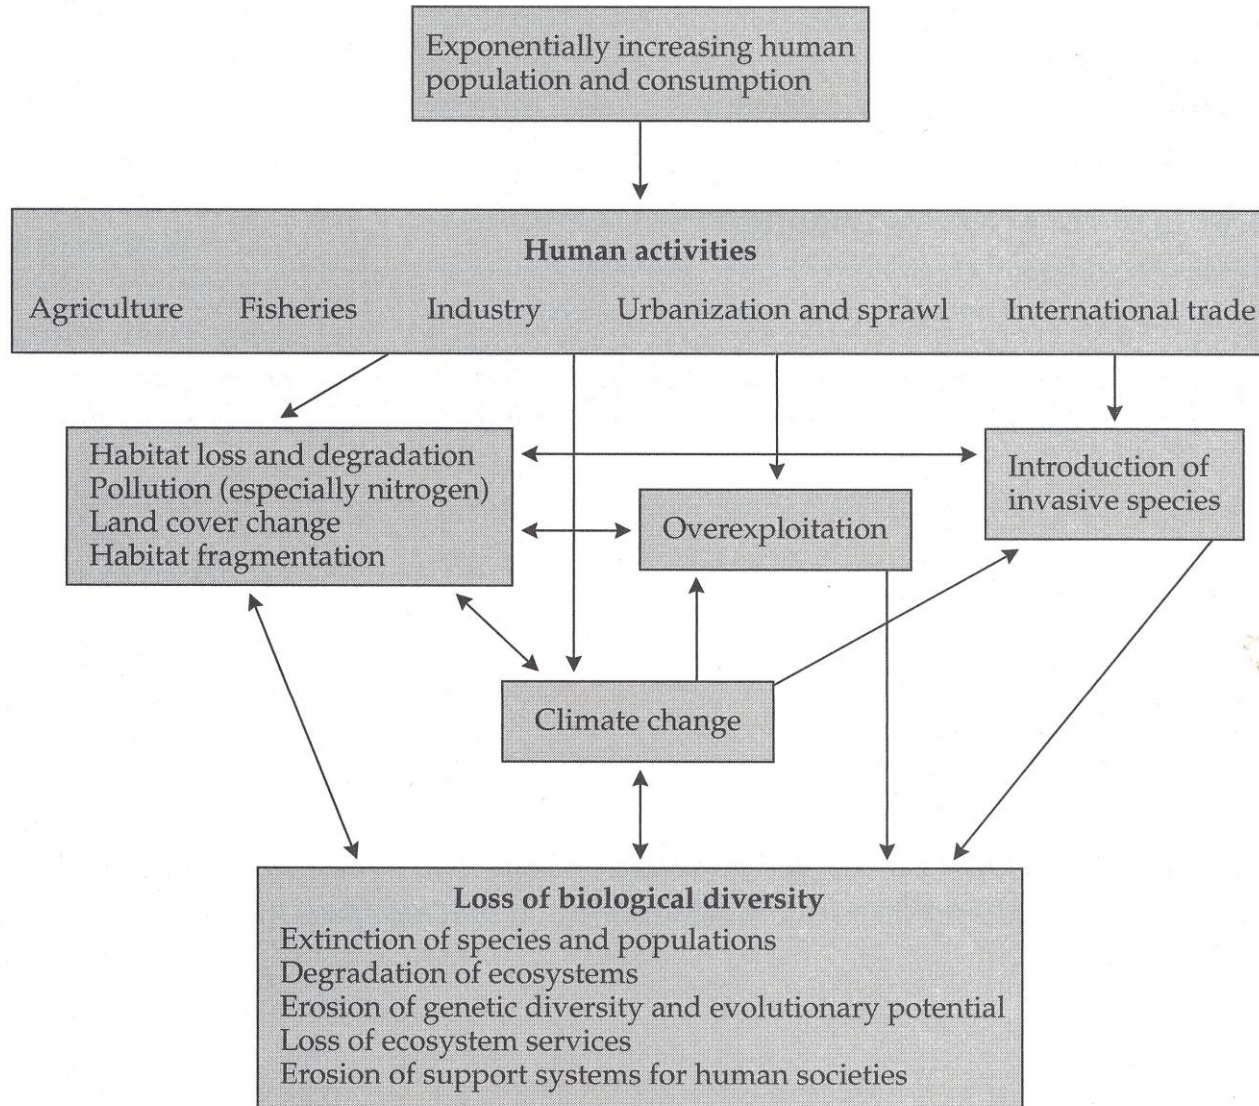 Exponentially increasing human
population and consumption
Human activities
Agriculture Fisheries Industry Urbanization and sprawl International trade
Habitat loss and degradation
Pollution (especially nitrogen)
Land cover change
Habitat fragmentation
Overexploitation
Introduction of
invasive species
Climate change
Loss of biological diversity
Extinction of species and populations
Degradation of ecosystems
Erosion of genetic diversity and evolutionary potential
Loss of ecosystem services
Erosion of support systems for human societies